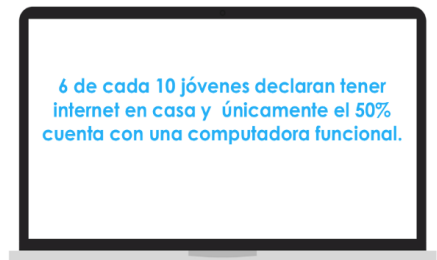 6 de cada 10 jóvenes declaran tener
internet en casa y únicamente el 50%
cuenta con una computadora funcional.